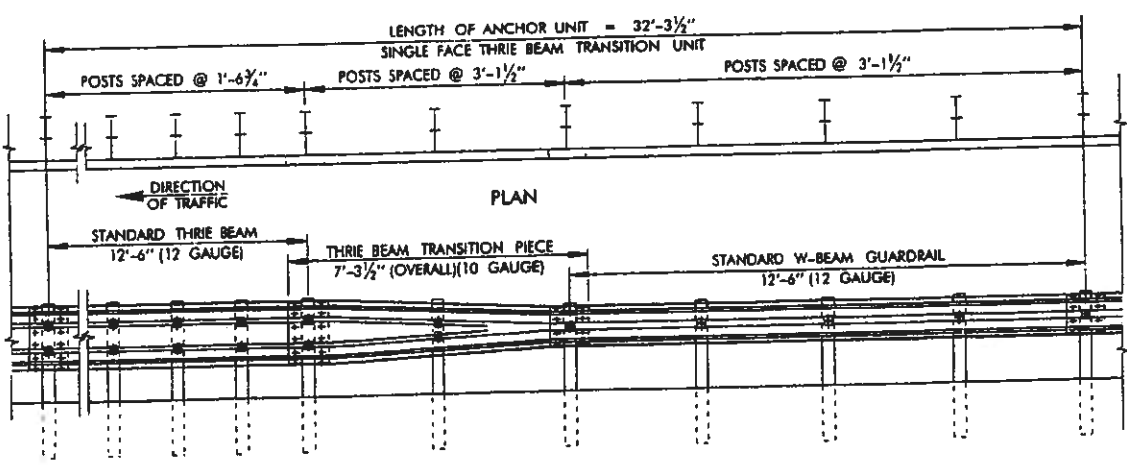 LENGTH OF ANCHOR UNIT = 32'-3½"
SINGLE FACE THRIE BEAM TRANSITION UNIT
POSTS SPACED @ 1'-6¾"
POSTS SPACED @ 3'-1½"
POSTS SPACED @ 3'-1½"
DIRECTION
OF TRAFFIC
PLAN
STANDARD THRIE BEAM
12'-6" (12 GAUGE)
THRIE BEAM TRANSITION PIECE
7'-3½" (OVERALL)(10 GAUGE)
STANDARD W-BEAM GUARDRAIL
12'-6" (12 GAUGE)